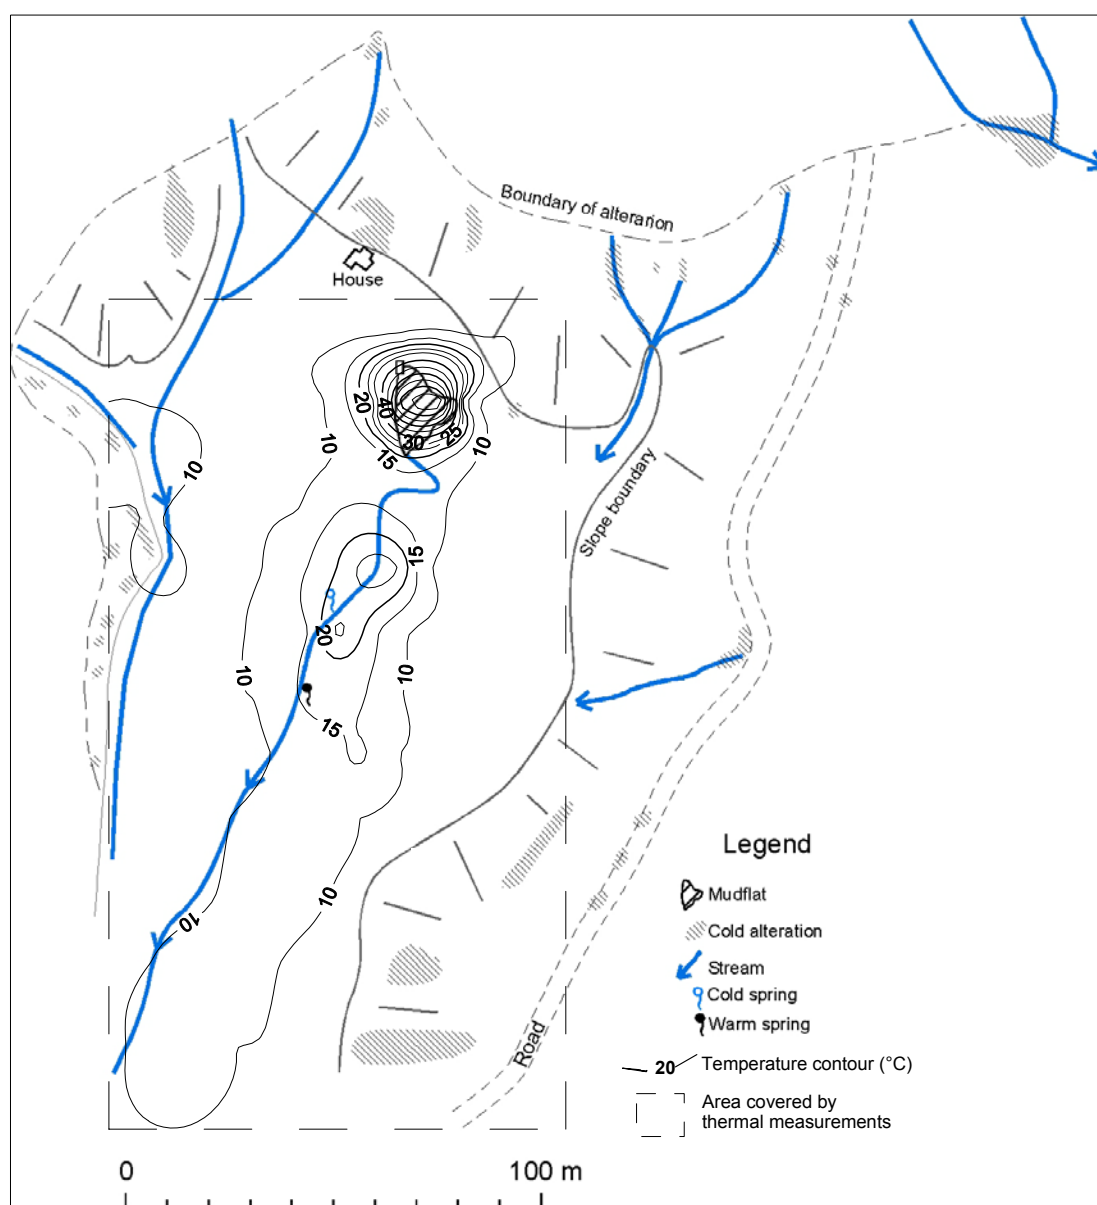 Boundary of alterarion
House
20
40
10
30
25
10
15
10
Slope boundary
15
20
10
10
15
10
10
Road
Legend
Mudflat
Cold alteration
Stream
Cold spring
Warm spring
20 Temperature contour (°C)
Area covered by
thermal measurements
0 100 m